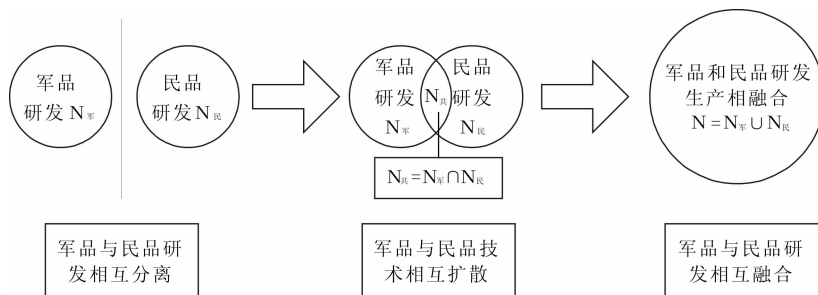 军品
研发N军
民品
研发N民
军品
研发
N军
N共
民品
研发
N民
N共=N军∩N民
军品和民品研发
生产相融合
N=N军∪N民
军品与民品研
发相互分离
军品与民品技
术相互扩散
军品与民品研
发相互融合